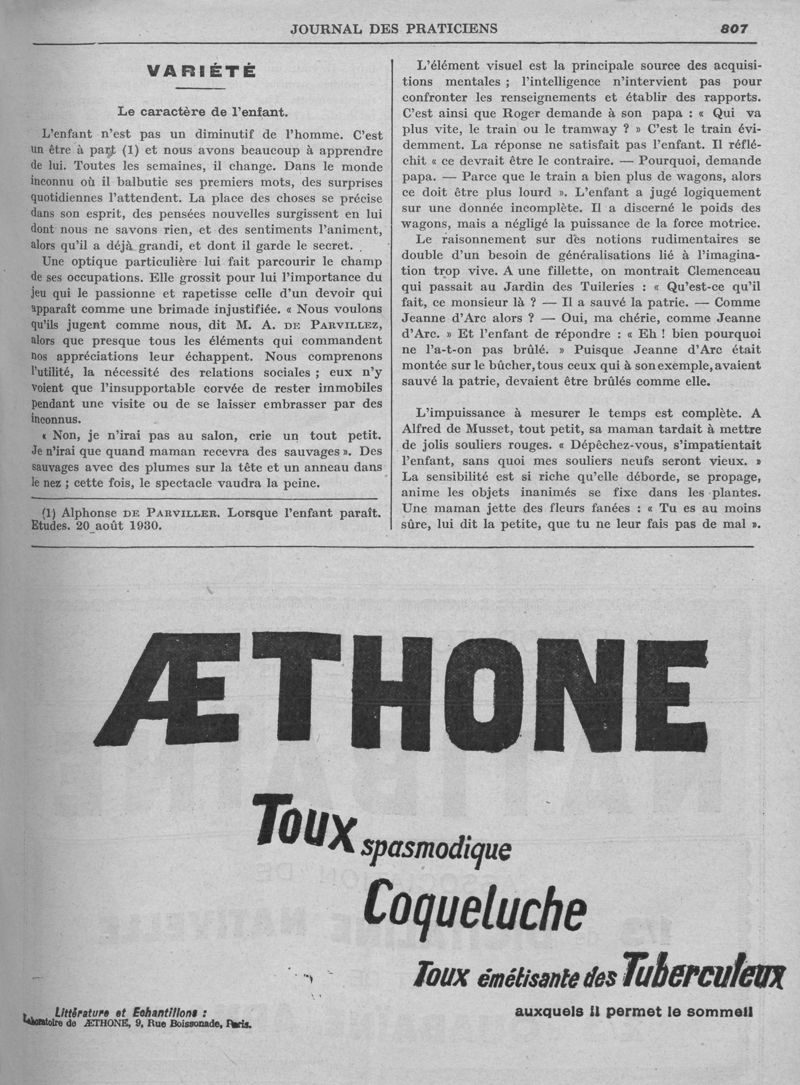 JOURNAL DES PRATICIENS 807
VARIÉTÉ
Le caractère de l'enfant.
L'enfant n'est pas un diminutif de l'homme. C'est
un être à part (1) et nous avons beaucoup à apprendre
de lui. Toutes les semaines, il change. Dans le monde
inconnu où il balbutie ses premiers mots, des surprises
quotidiennes l'attendent. La place des choses se précise
dans son esprit, des pensées nouvelles surgissent en lui
dont nous ne savons rien, et des sentiments l'animent,
alors qu'il a déjà grandi, et dont il garde le secret.
Une optique particulière lui fait parcourir le champ
de ses occupations. Elle grossit pour lui l'importance du
jeu qui le passionne et rapetisse celle d'un devoir qui
apparaît comme une brimade injustifiée. « Nous voulons
qu'ils jugent comme nous, dit M. A. DE PARVILLEZ,
alors que presque tous les éléments qui commandent
nos appréciations leur échappent. Nous comprenons
l'utilité, la nécessité des relations sociales ; eux n'y
voient que l'insupportable corvée de rester immobiles
pendant une visite ou de se laisser embrasser par des
inconnus.
« Non, je n'irai pas au salon, crie un tout petit.
Je n'irai que quand maman recevra des sauvages ». Des
sauvages avec des plumes sur la tête et un anneau dans
le nez ; cette fois, le spectacle vaudra la peine.
(1) Alphonse DE PARVILLER. Lorsque l'enfant paraît.
Etudes. 20 août 1930.
L'élément visuel est la principale source des acquisi-
tions mentales ; l'intelligence n'intervient pas pour
confronter les renseignements et établir des rapports.
C'est ainsi que Roger demande à son papa : « Qui va
plus vite, le train ou le tramway ? » C'est le train évi-
demment. La réponse ne satisfait pas l'enfant. Il réflé-
chit « ce devrait être le contraire. — Pourquoi, demande
papa. — Parce que le train a bien plus de wagons, alors
ce doit être plus lourd ». L'enfant a jugé logiquement
sur une donnée incomplète. Il a discerné le poids des
wagons, mais a négligé la puissance de la force motrice.
Le raisonnement sur des notions rudimentaires se
double d'un besoin de généralisations lié à l'imagina-
tion trop vive. A une fillette, on montrait Clemenceau
qui passait au Jardin des Tuileries : « Qu'est-ce qu'il
fait, ce monsieur là ? — Il a sauvé la patrie. — Comme
Jeanne d'Arc alors ? — Oui, ma chérie, comme Jeanne
d'Arc. » Et l'enfant de répondre : « Eh ! bien pourquoi
ne l'a-t-on pas brûlé. » Puisque Jeanne d'Arc était
montée sur le bûcher, tous ceux qui à son exemple, avaient
sauvé la patrie, devaient être brûlés comme elle.
L'impuissance à mesurer le temps est complète. A
Alfred de Musset, tout petit, sa maman tardait à mettre
de jolis souliers rouges. « Dépêchez-vous, s'impatientait
l'enfant, sans quoi mes souliers neufs seront vieux. »
La sensibilité est si riche qu'elle déborde, se propage,
anime les objets inanimés se fixe dans les plantes.
Une maman jette des fleurs fanées : « Tu es au moins
sûre, lui dit la petite, que tu ne leur fais pas de mal ».
ÆTHONE
Toux spasmodique
Coqueluche
Toux émétisante des Tuberculeux
auxquels il permet le sommeil
Littérature et Echantillons :
Laboratoire de ÆTHONE, 9, Rue Boissonade, Paris.